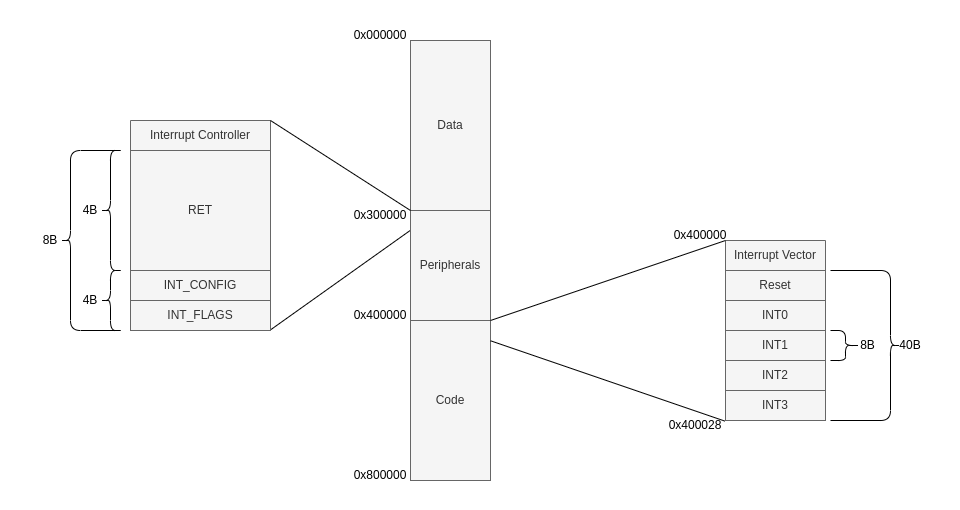 0x000000
Data
0x300000
Peripherals
0x400000
Code
0x800000
Interrupt Controller
RET
INT_CONFIG
INT_FLAGS
4B
4B
8B
0x400000
Interrupt Vector
Reset
INT0
INT1
INT2
INT3
0x400028
8B
40B